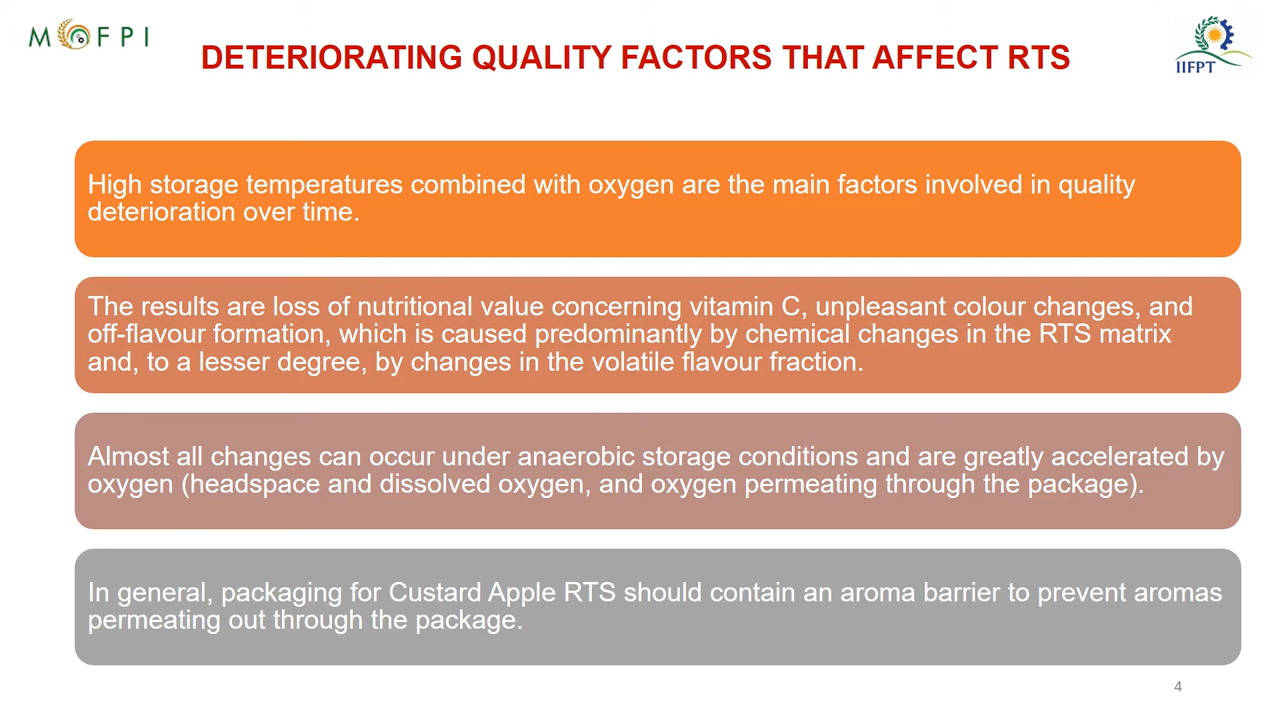 MOFPI
DETERIORATING QUALITY FACTORS THAT AFFECT RTS
IIFPT
High storage temperatures combined with oxygen are the main factors involved in quality
deterioration over time.
The results are loss of nutritional value concerning vitamin C, unpleasant colour changes, and
off-flavour formation, which is caused predominantly by chemical changes in the RTS matrix
and, to a lesser degree, by changes in the volatile flavour fraction.
Almost all changes can occur under anaerobic storage conditions and are greatly accelerated by
oxygen (headspace and dissolved oxygen, and oxygen permeating through the package).
In general, packaging for Custard Apple RTS should contain an aroma barrier to prevent aromas
permeating out through the package.
4